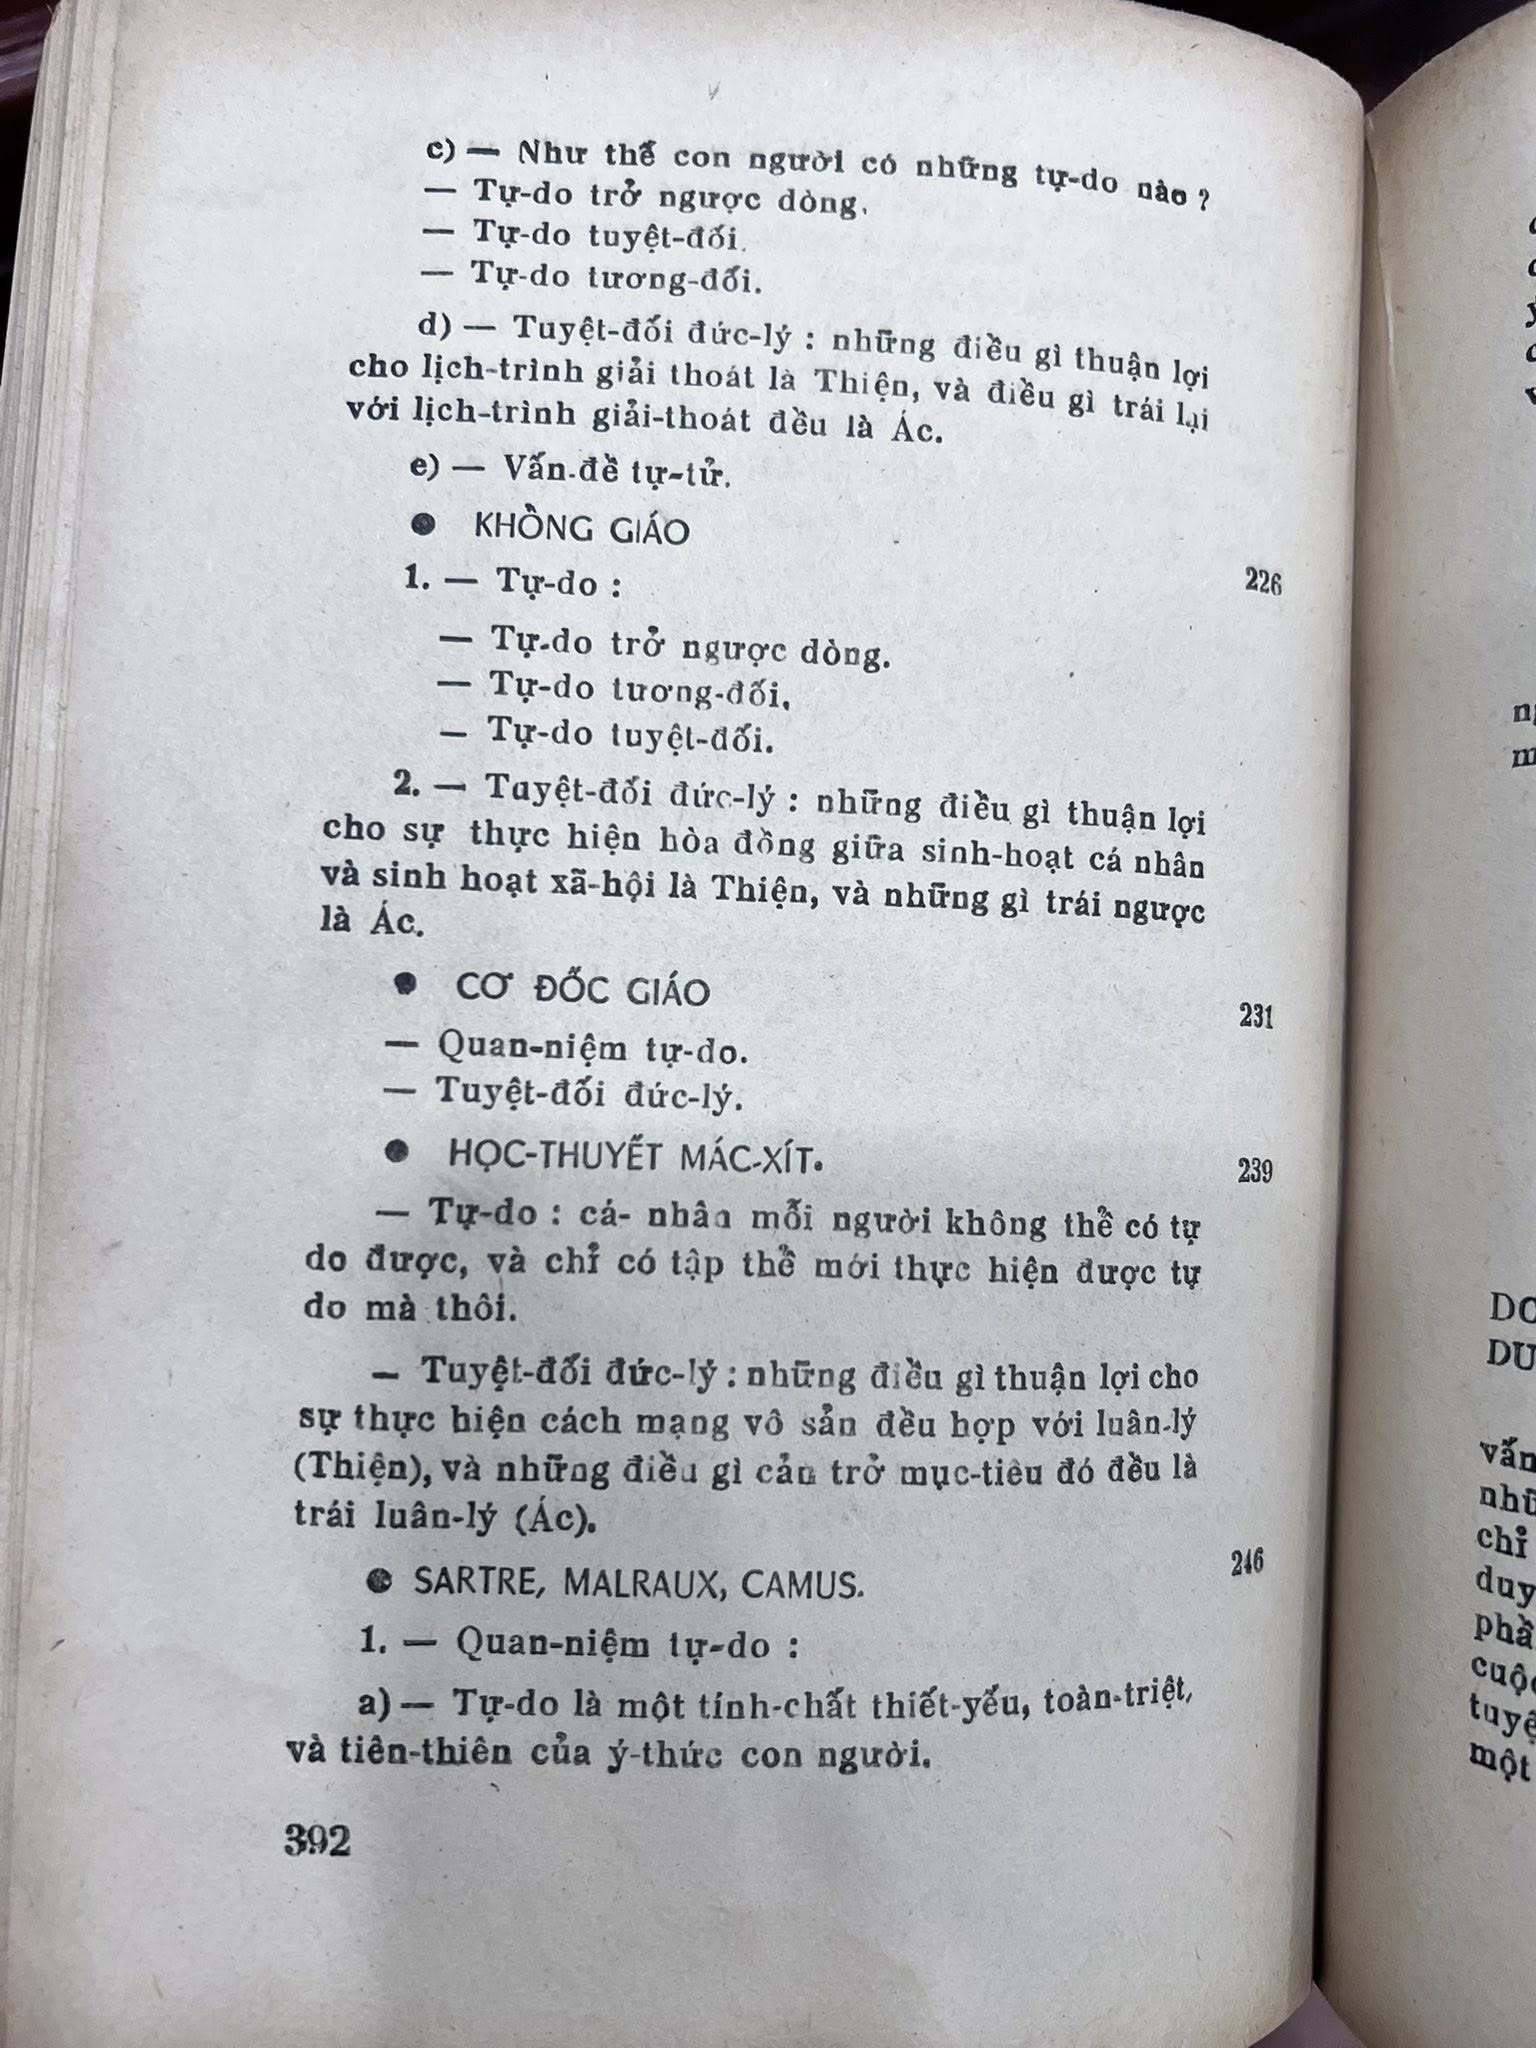 c) — Như thế con người có những tự-do nào ?
— Tự-do trở ngược dòng.
— Tự-do tuyệt-đối.
— Tự-do tương-đối.
d) — Tuyệt-đối đức-lý : những điều gì thuận lợi
cho lịch-trình giải thoát là Thiện, và điều gì trái lại
với lịch-trình giải-thoát đều là Ác.
e) — Vấn-đề tự-tử.
● KHỔNG GIÁO
226
1. — Tự-do :
— Tự-do trở ngược dòng.
— Tự-do tương-đối.
— Tự-do tuyệt-đối.
2. — Tuyệt-đối đức-lý : những điều gì thuận lợi
cho sự thực hiện hòa đồng giữa sinh-hoạt cá nhân
và sinh hoạt xã-hội là Thiện, và những gì trái ngược
là Ác.
● CƠ ĐỐC GIÁO
231
— Quan-niệm tự-do.
— Tuyệt-đối đức-lý.
● HỌC-THUYẾT MÁC-XÍT.
239
— Tự-do : cá- nhân mỗi người không thể có tự
do được, và chỉ có tập thể mới thực hiện được tự
do mà thôi.
— Tuyệt-đối đức-lý : những điều gì thuận lợi cho
sự thực hiện cách mạng vô sản đều hợp với luân-lý
(Thiện), và những điều gì cản trở mục-tiêu đó đều là
trái luân-lý (Ác).
● SARTRE, MALRAUX, CAMUS.
246
1. — Quan-niệm tự-do :
a) — Tự-do là một tính-chất thiết-yếu, toàn-triệt,
và tiên-thiên của ý-thức con người.
392
chỉ
một